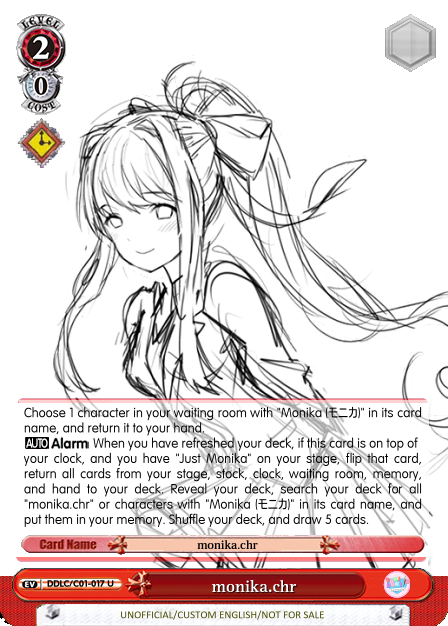 LEVEL
2
0
COST
Choose 1 character in your waiting room with "Monika (モニカ)" in its card
name, and return it to your hand.
AUTO Alarm When you have refreshed your deck, if this card is on top of
your clock, and you have "Just Monika" on your stage, flip that card,
return all cards from your stage, stock, clock, waiting room, memory,
and hand to your deck. Reveal your deck, search your deck for all
"monika.chr" or characters with "Monika (モニカ)" in its card name, and
put them in your memory. Shuffle your deck, and draw 5 cards.
Card Name monika.chr
EV DDLC/C01-017 U monika.chr
UNOFFICIAL/CUSTOM ENGLISH/NOT FOR SALE